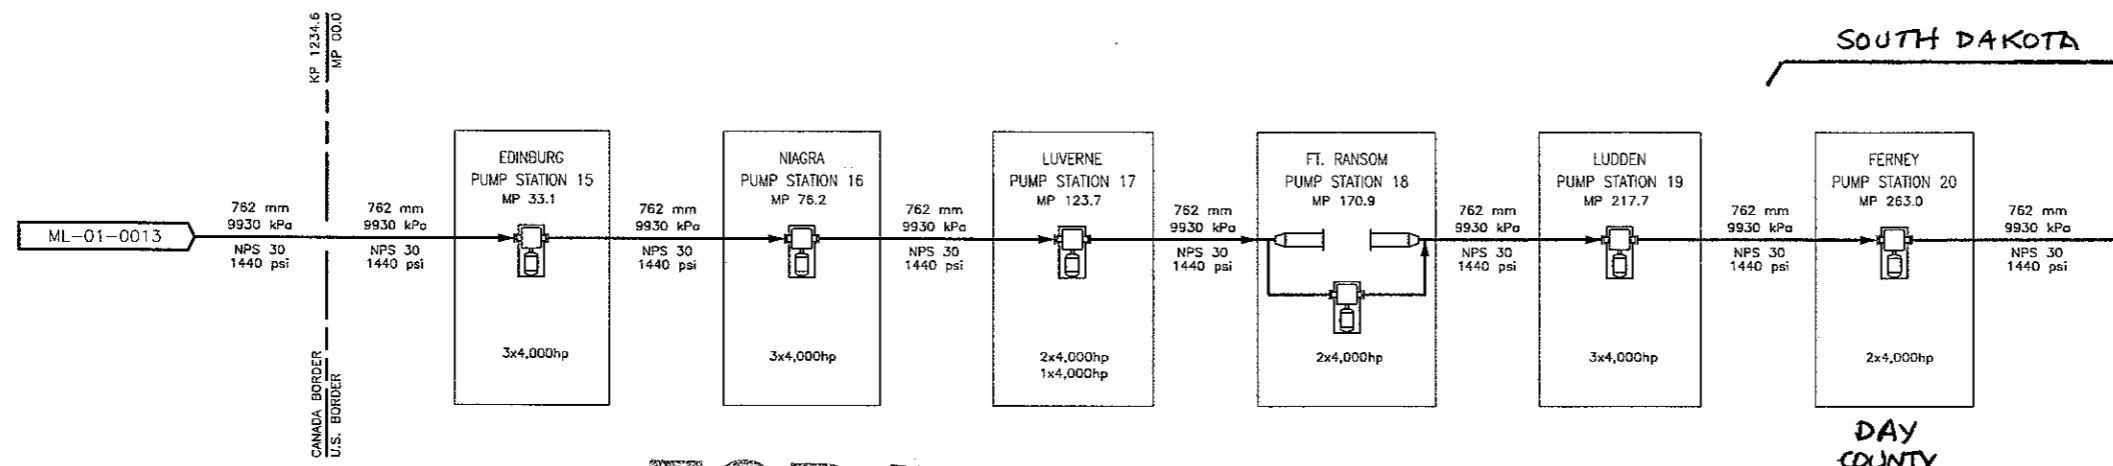 KP 1234.6
MP 00.0
SOUTH DAKOTA
ML-01-0013
762 mm
9930 kPa
NPS 30
1440 psi
CANADA BORDER
U.S. BORDER
762 mm
9930 kPa
NPS 30
1440 psi
EDINBURG
PUMP STATION 15
MP 33.1
3x4,000hp
762 mm
9930 kPa
NPS 30
1440 psi
NIAGRA
PUMP STATION 16
MP 76.2
3x4,000hp
762 mm
9930 kPa
NPS 30
1440 psi
LUVERNE
PUMP STATION 17
MP 123.7
2x4,000hp
1x4,000hp
762 mm
9930 kPa
NPS 30
1440 psi
FT. RANSOM
PUMP STATION 18
MP 170.9
2x4,000hp
762 mm
9930 kPa
NPS 30
1440 psi
LUDDEN
PUMP STATION 19
MP 217.7
3x4,000hp
762 mm
9930 kPa
NPS 30
1440 psi
FERNEY
PUMP STATION 20
MP 263.0
2x4,000hp
762 mm
9930 kPa
NPS 30
1440 psi
DAY
COUNTY